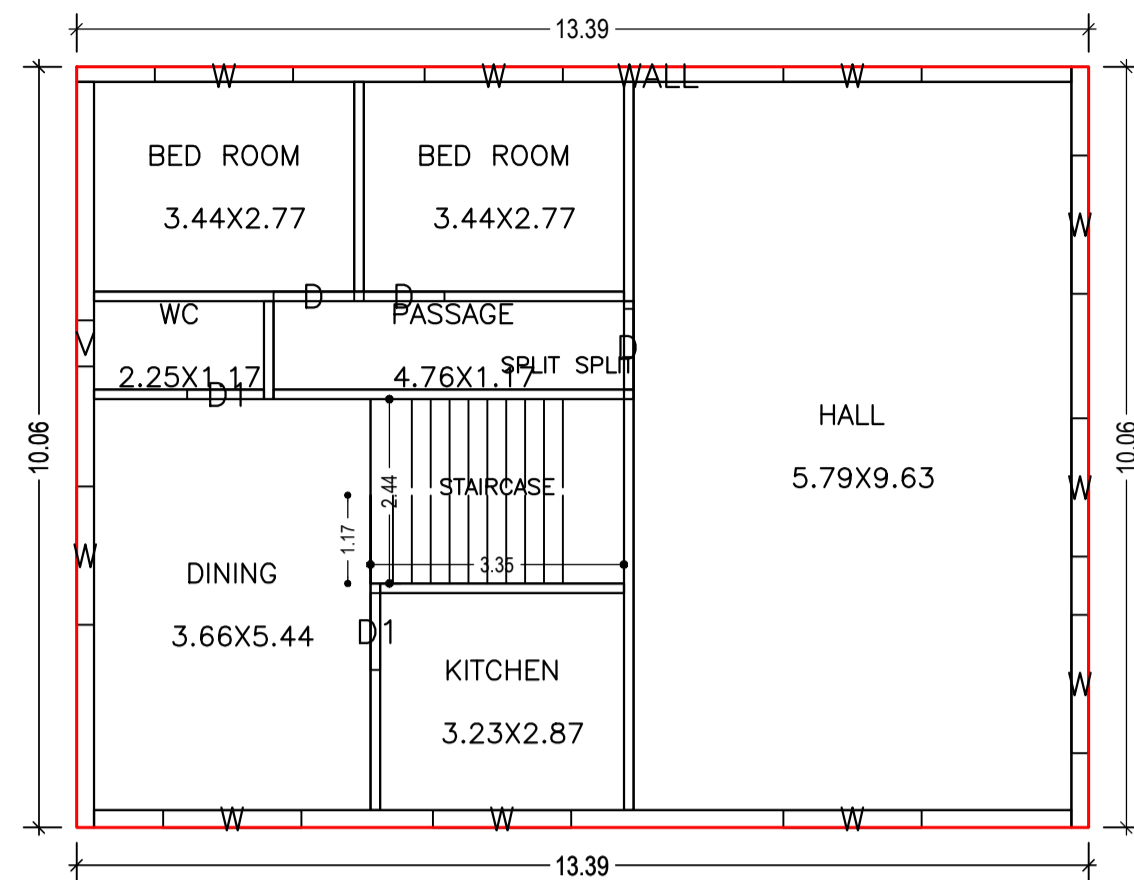 13.39
W W WALL W
BED ROOM BED ROOM
3.44X2.77 3.44X2.77
W
D D
WC PASSAGE
V D
SPLIT SPLIT
2.25X1.17 4.76X1.17
D1
HALL
5.79X9.63
10.06 10.06
2.44 STAIRCASE W
1.17
W 3.35
DINING
3.66X5.44 D1
KITCHEN W
3.23X2.87
W W W
13.39